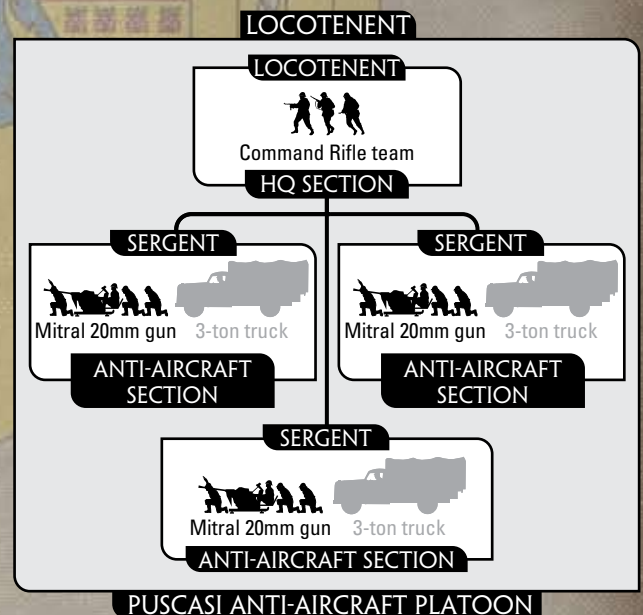 LOCOTENENT
LOCOTENENT
Command Rifle team
HQ SECTION
SERGENT
Mitral 20mm gun 3-ton truck
ANTI-AIRCRAFT
SECTION
SERGENT
Mitral 20mm gun 3-ton truck
ANTI-AIRCRAFT
SECTION
SERGENT
Mitral 20mm gun 3-ton truck
ANTI-AIRCRAFT SECTION
PUSCASI ANTI-AIRCRAFT PLATOON